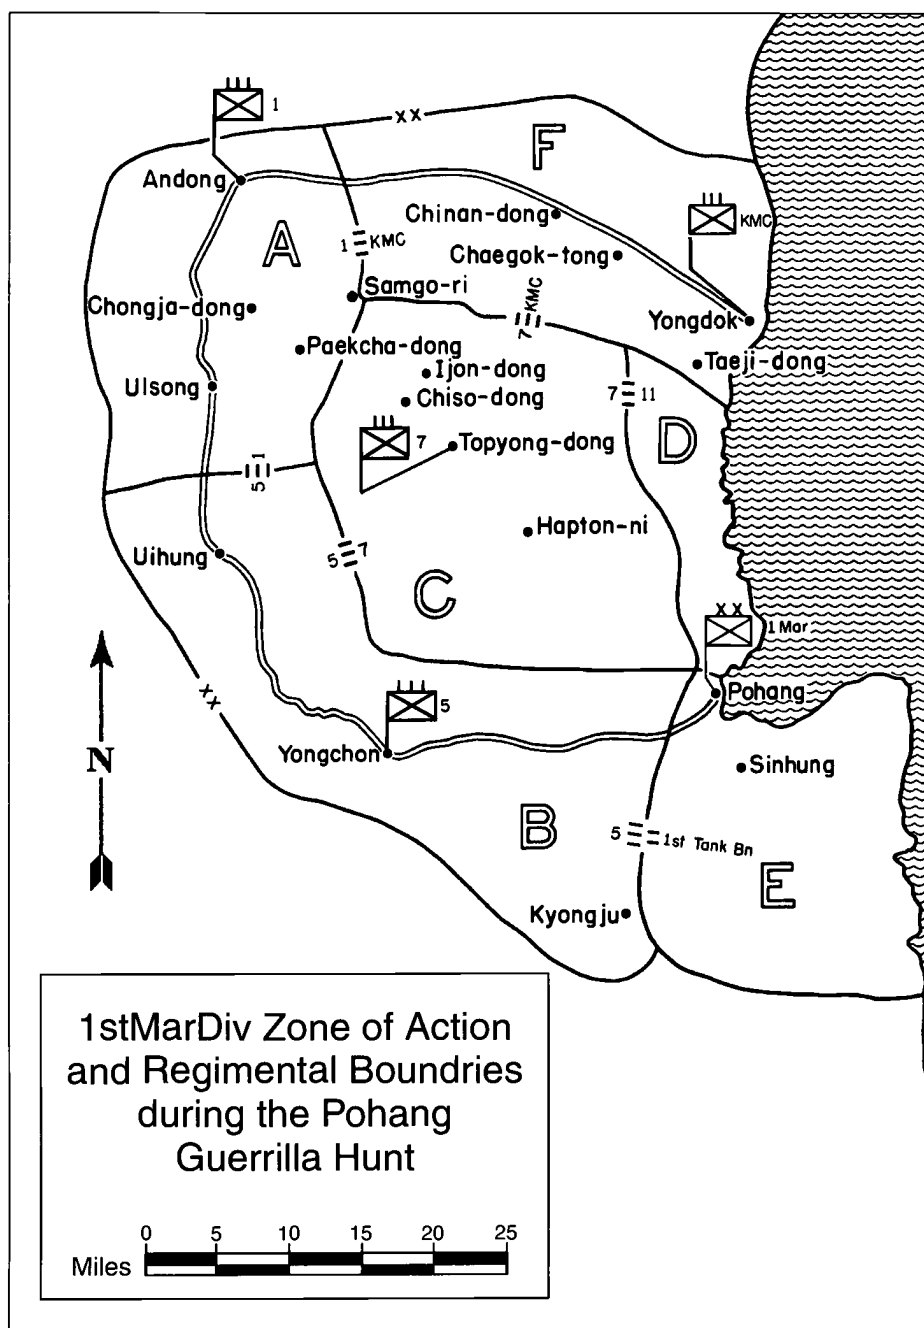 XX
1
F
Andong
Chinan-dong
KMC
A
1 KMC
Chaegok-tong
Samgo-ri
7 KMC
Chongja-dong
Yongdok
Paekcha-dong
Taeji-dong
Ijon-dong
Ulsong
7 11
Chiso-dong
D
7
Topyong-dong
5 1
Hapton-ni
Uihung
5 7
C
XX
1 Mar
N
XX
Pohang
5
Yongchon
Sinhung
B
5 1st Tank Bn
E
Kyongju
1stMarDiv Zone of Action
and Regimental Boundries
during the Pohang
Guerrilla Hunt
0 5 10 15 20 25
Miles